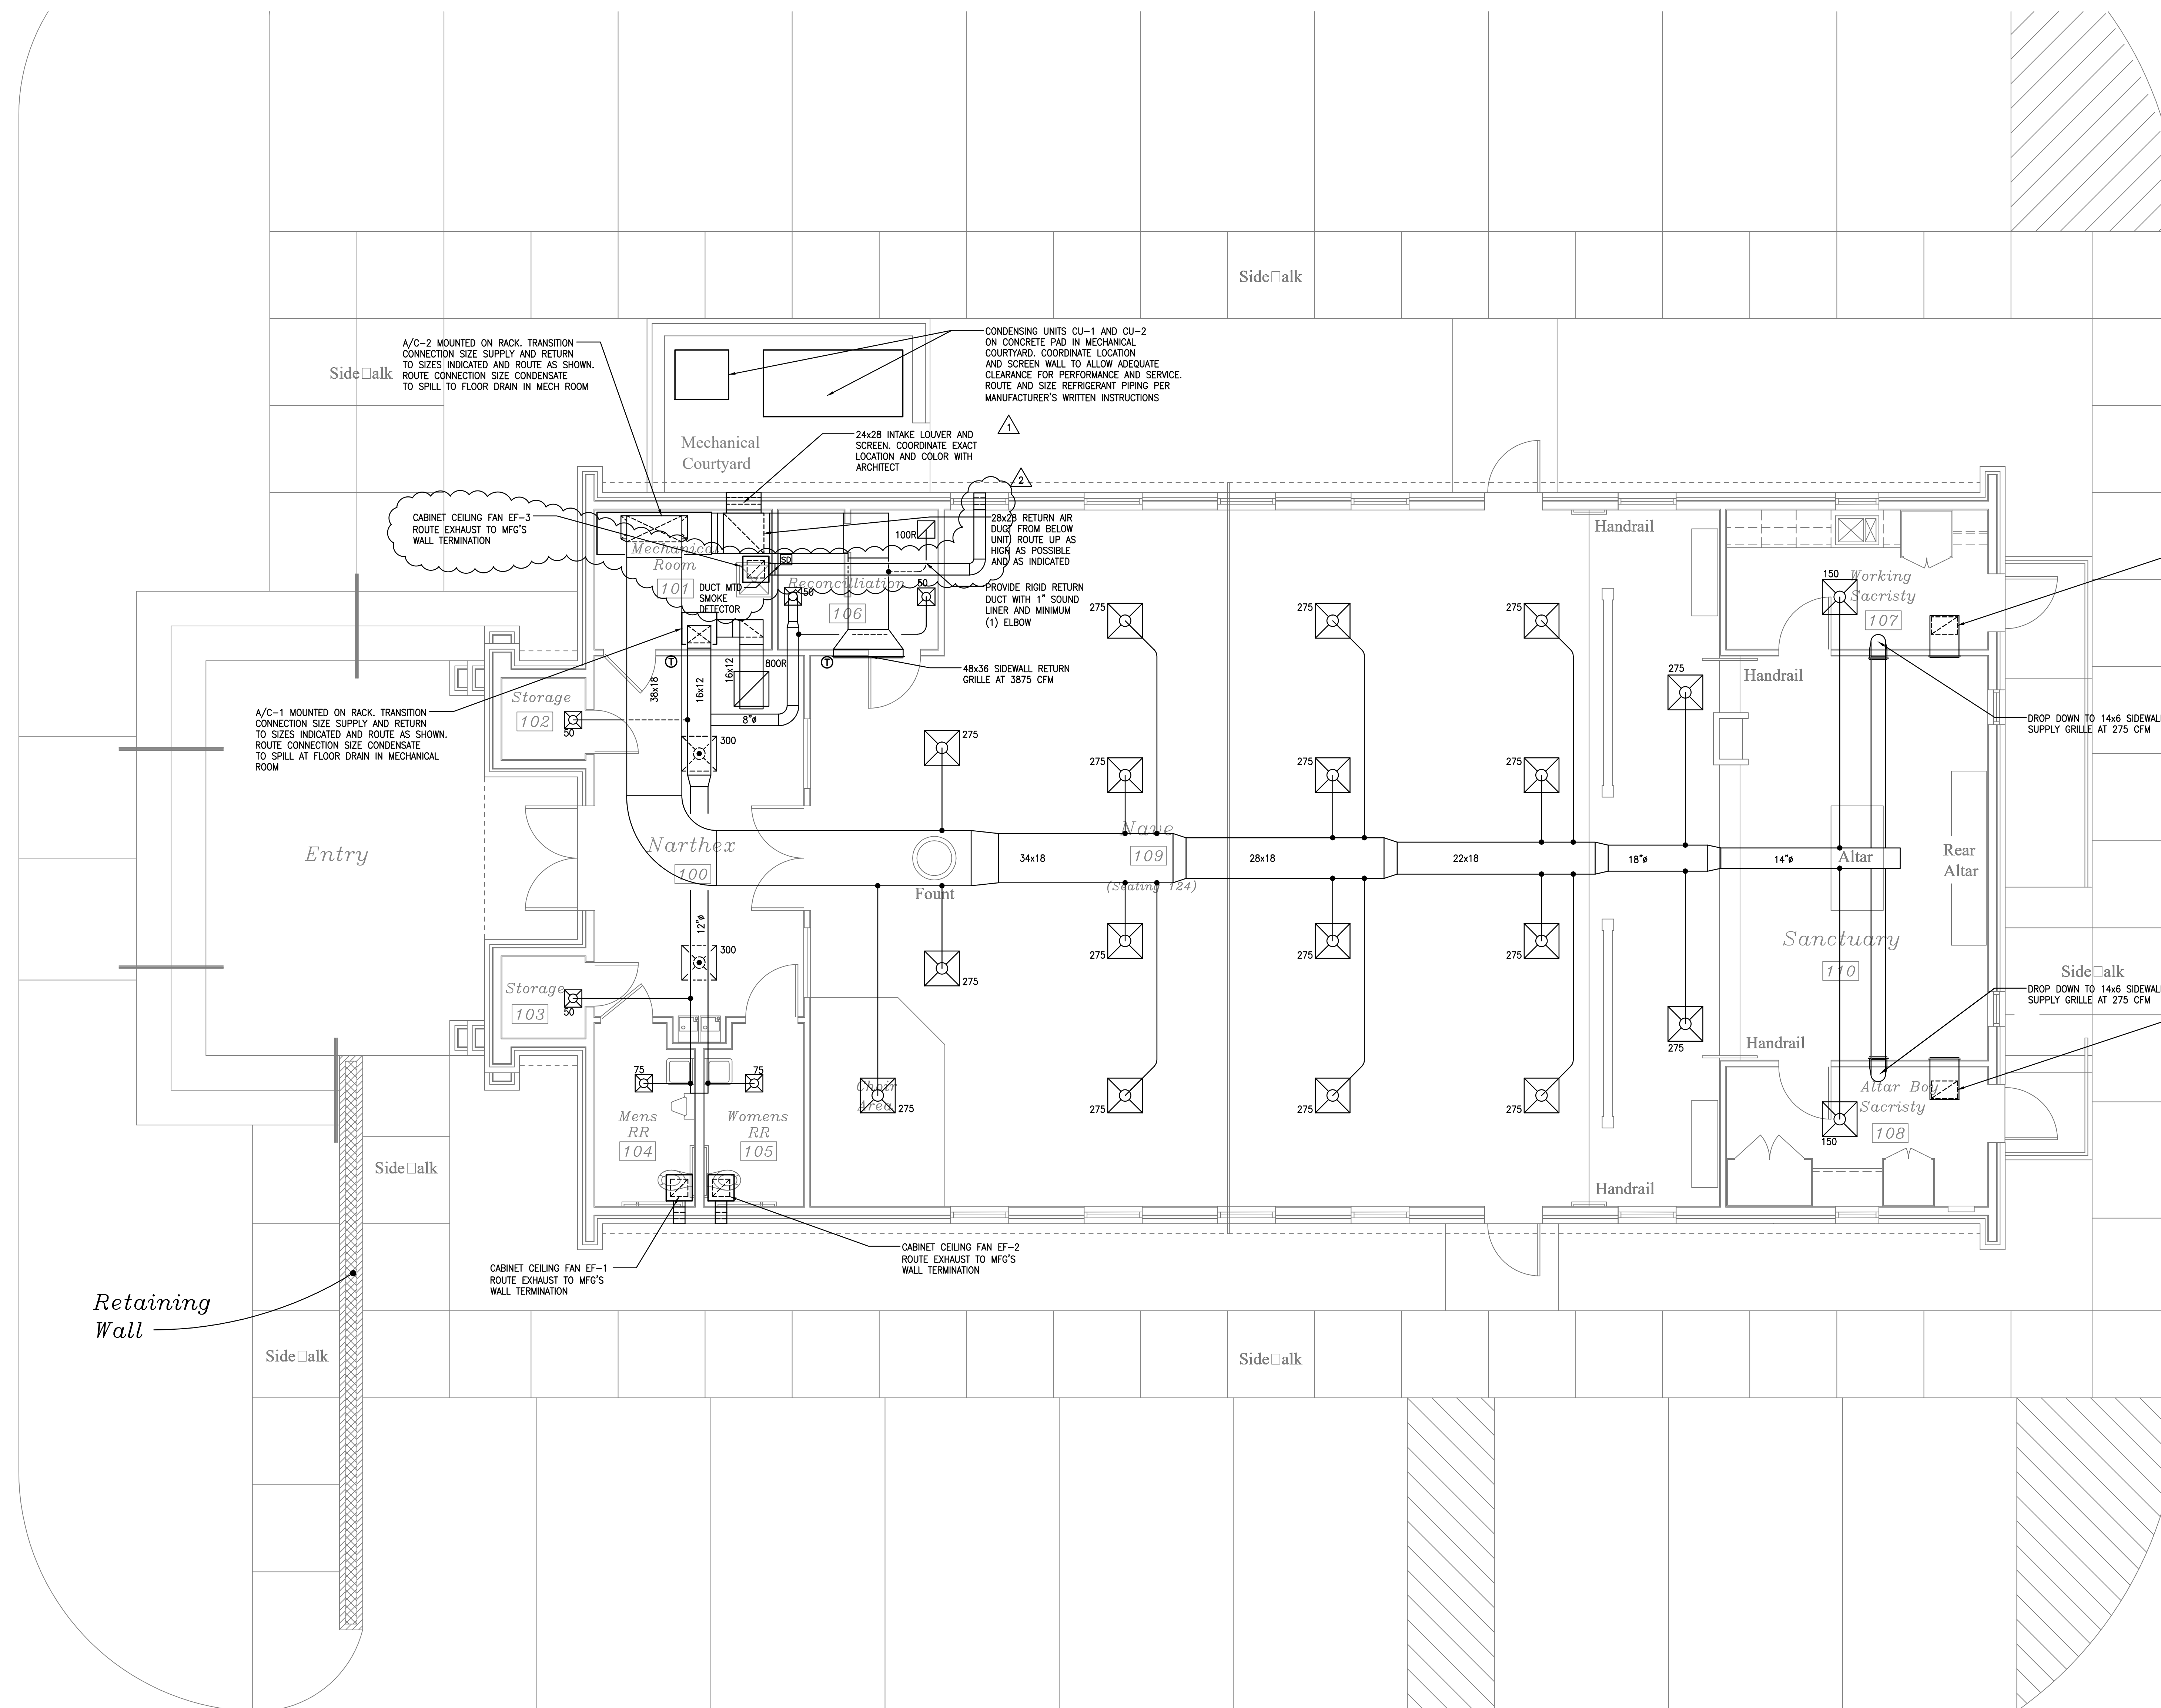 Side□alk
A/C-2 MOUNTED ON RACK. TRANSITION
CONNECTION SIZE SUPPLY AND RETURN
TO SIZES INDICATED AND ROUTE AS SHOWN.
ROUTE CONNECTION SIZE CONDENSATE
TO SPILL TO FLOOR DRAIN IN MECH ROOM
Side□alk
CONDENSING UNITS CU-1 AND CU-2
ON CONCRETE PAD IN MECHANICAL
COURTYARD. COORDINATE LOCATION
AND SCREEN WALL TO ALLOW ADEQUATE
CLEARANCE FOR PERFORMANCE AND SERVICE.
ROUTE AND SIZE REFRIGERANT PIPING PER
MANUFACTURER'S WRITTEN INSTRUCTIONS
1
Mechanical
Courtyard
24x28 INTAKE LOUVER AND
SCREEN. COORDINATE EXACT
LOCATION AND COLOR WITH
ARCHITECT
2
CABINET CEILING FAN EF-3
ROUTE EXHAUST TO MFG'S
WALL TERMINATION
28x28 RETURN AIR
DUCT FROM BELOW
UNIT. ROUTE UP AS
HIGH AS POSSIBLE
AND AS INDICATED
100R
Mechanical
Room
101
SD
DUCT MTD
SMOKE
DETECTOR
Reconcilliation
106
50
50
PROVIDE RIGID RETURN
DUCT WITH 1" SOUND
LINER AND MINIMUM
(1) ELBOW
Handrail
Working
Sacristy
107
150
T
T
800R
48x36 SIDEWALL RETURN
GRILLE AT 3875 CFM
38x18
16x12
16x12
8"ø
Handrail
A/C-1 MOUNTED ON RACK. TRANSITION
CONNECTION SIZE SUPPLY AND RETURN
TO SIZES INDICATED AND ROUTE AS SHOWN.
ROUTE CONNECTION SIZE CONDENSATE
TO SPILL AT FLOOR DRAIN IN MECHANICAL
ROOM
Storage
102
50
300
275
275
275
275
275
275
275
275
DROP DOWN TO 14x6 SIDEWALL
SUPPLY GRILLE AT 275 CFM
Entry
Narthex
100
Fount
34x18
Nave
109
(Seating 124)
28x18
22x18
18"ø
14"ø
Altar
Rear
Altar
12"ø
300
275
275
275
275
Sanctuary
110
Side□alk
DROP DOWN TO 14x6 SIDEWALL
SUPPLY GRILLE AT 275 CFM
Storage
103
50
275
Handrail
75
75
Mens
RR
104
Womens
RR
105
Choir
Area
275
275
275
275
Altar Boy
Sacristy
108
150
Side□alk
Handrail
CABINET CEILING FAN EF-2
ROUTE EXHAUST TO MFG'S
WALL TERMINATION
CABINET CEILING FAN EF-1
ROUTE EXHAUST TO MFG'S
WALL TERMINATION
Retaining
Wall
Side□alk
Side□alk